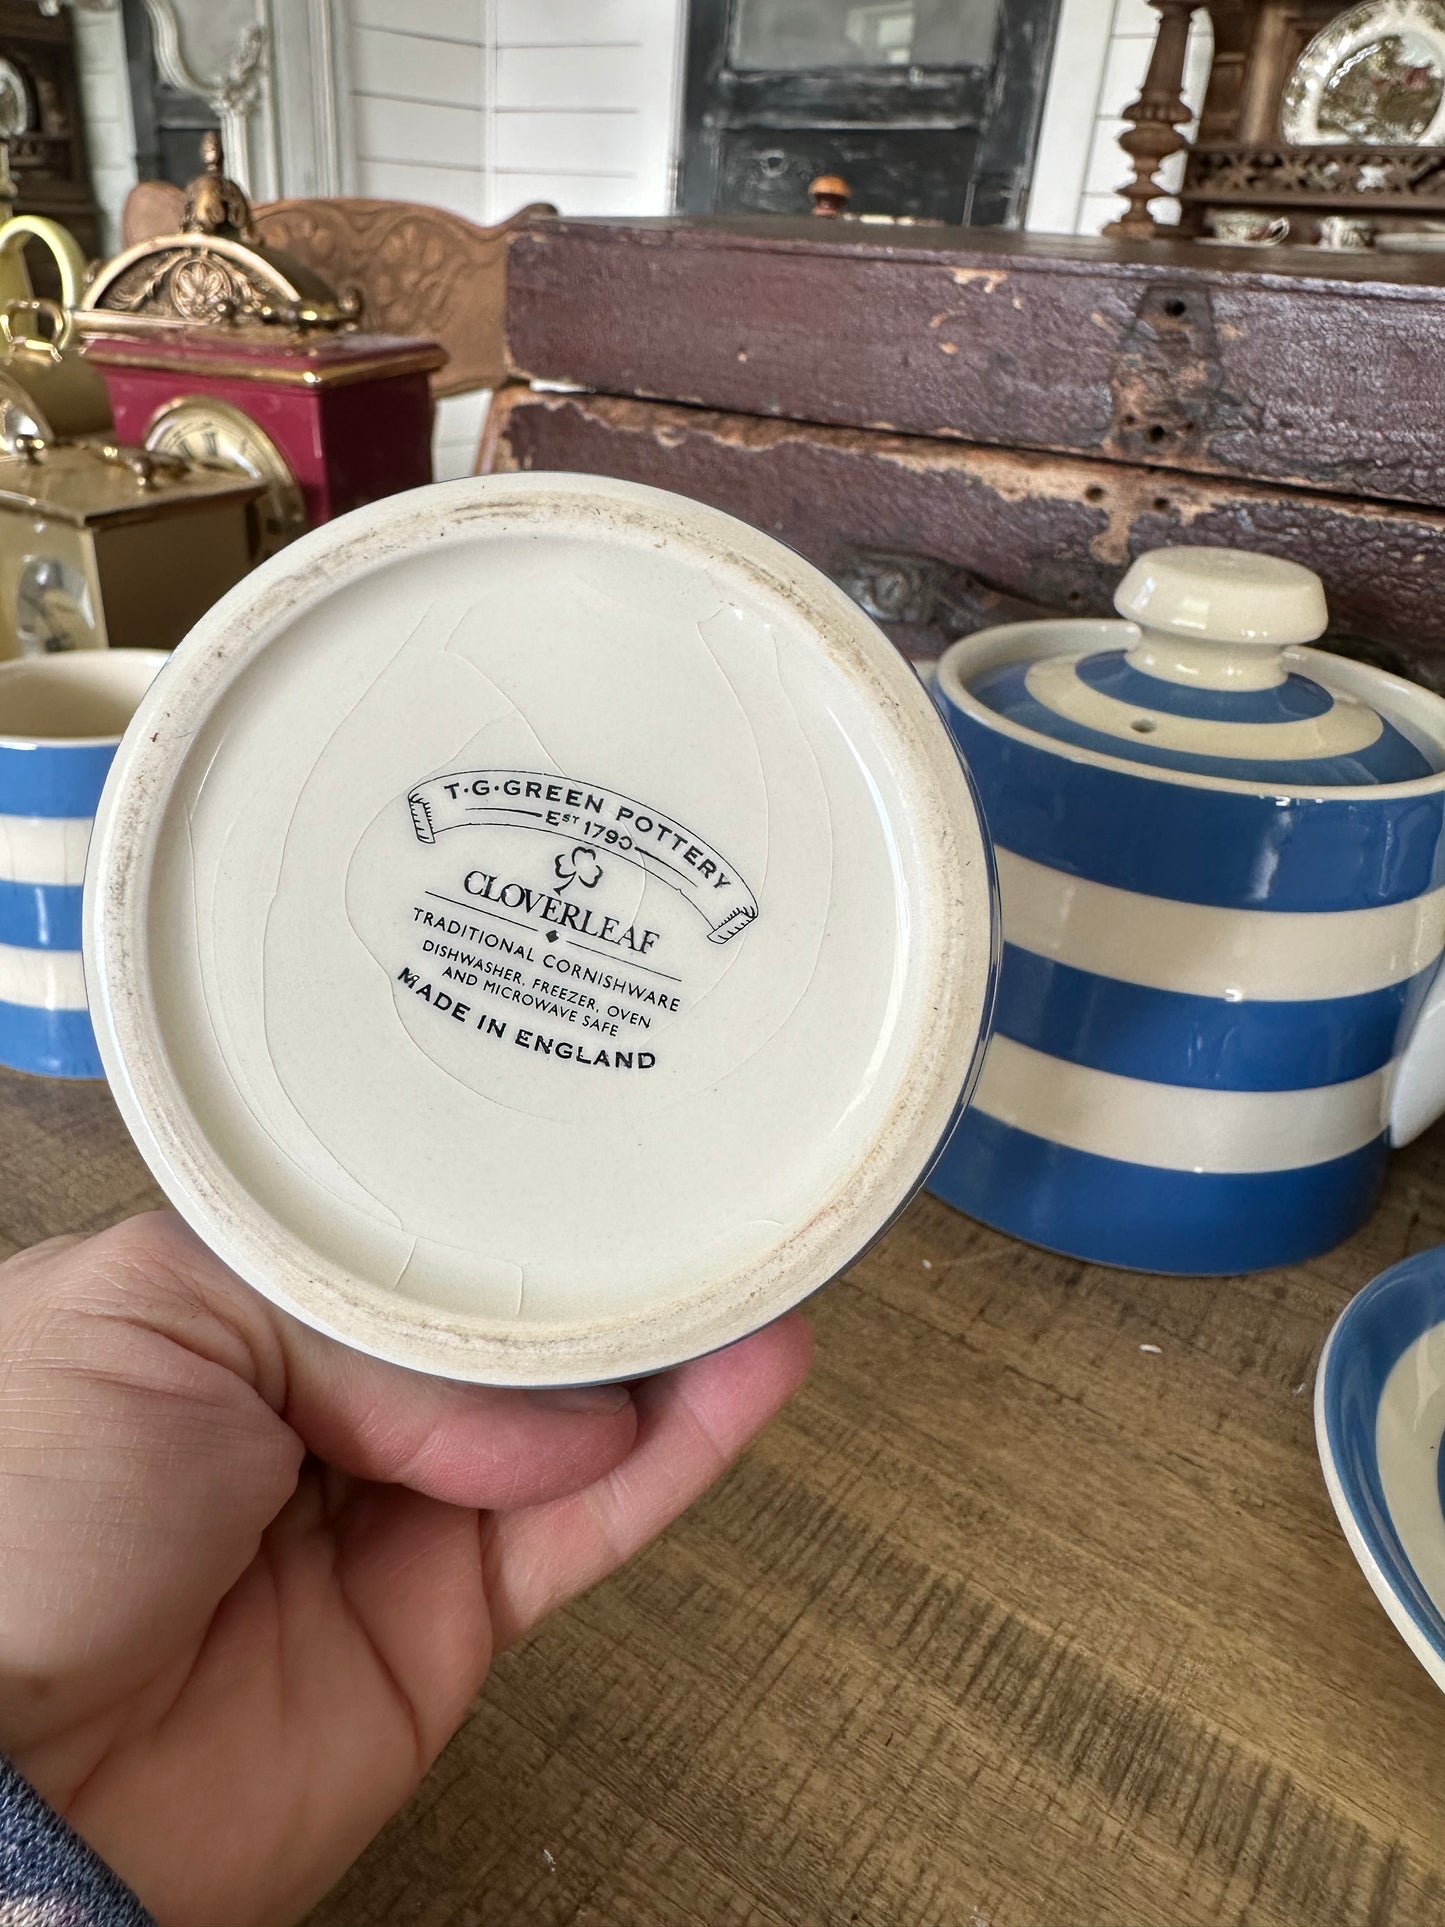 T·G·GREEN POTTERY
EST 1790
CLOVERLEAF
TRADITIONAL CORNISHWARE
DISHWASHER, FREEZER, OVEN
AND MICROWAVE SAFE
MADE IN ENGLAND